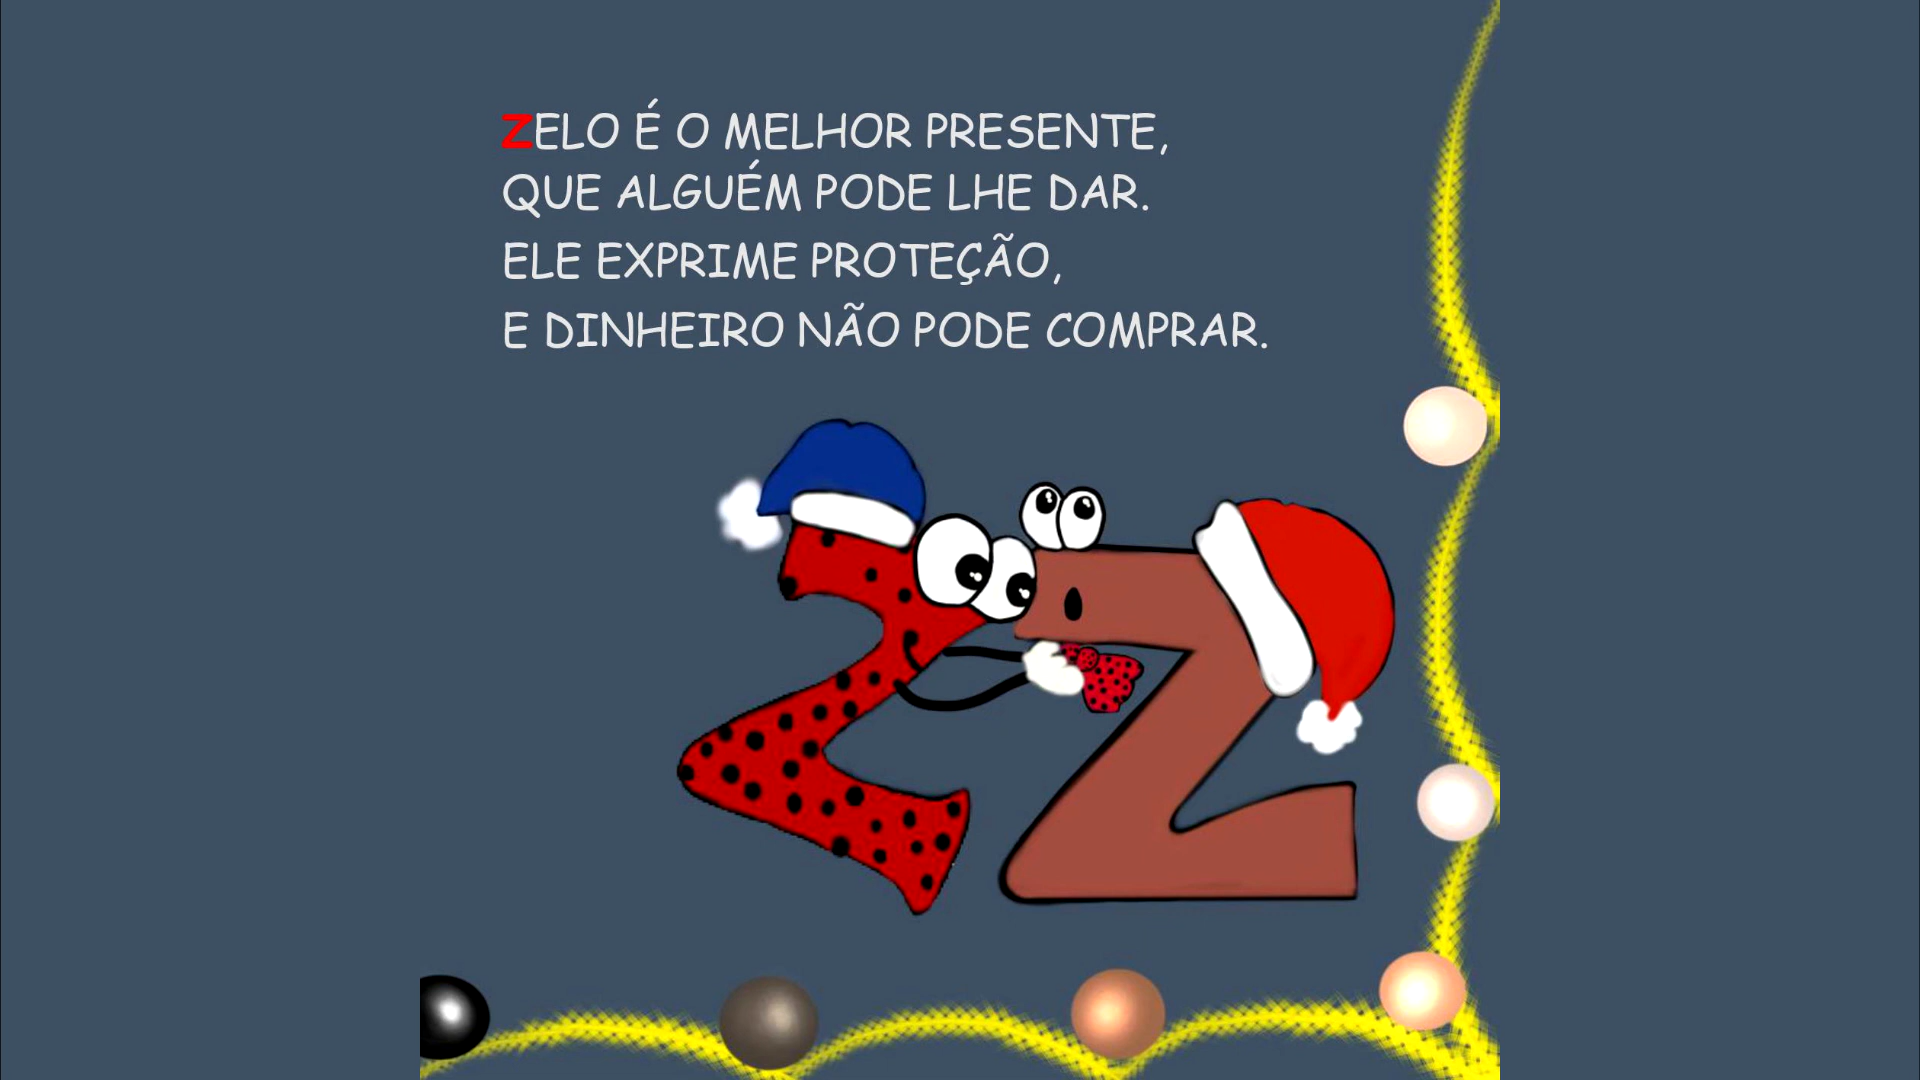 ZELO É O MELHOR PRESENTE,
QUE ALGUÉM PODE LHE DAR.
ELE EXPRIME PROTEÇÃO,
E DINHEIRO NÃO PODE COMPRAR.